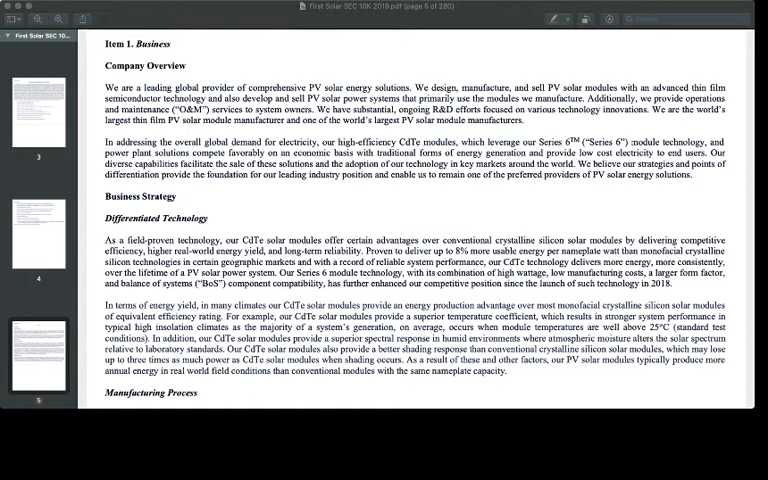 First Solar SEC 10K 2019.pdf (page 5 of 280)
Search
First Solar SEC 10...
3
4
5
Item 1. Business
Company Overview
We are a leading global provider of comprehensive PV solar energy solutions. We design, manufacture, and sell PV solar modules with an advanced thin film
semiconductor technology and also develop and sell PV solar power systems that primarily use the modules we manufacture. Additionally, we provide operations
and maintenance (“O&M”) services to system owners. We have substantial, ongoing R&D efforts focused on various technology innovations. We are the world's
largest thin film PV solar module manufacturer and one of the world's largest PV solar module manufacturers.
In addressing the overall global demand for electricity, our high-efficiency CdTe modules, which leverage our Series 6™ (“Series 6”) module technology, and
power plant solutions compete favorably on an economic basis with traditional forms of energy generation and provide low cost electricity to end users. Our
diverse capabilities facilitate the sale of these solutions and the adoption of our technology in key markets around the world. We believe our strategies and points of
differentiation provide the foundation for our leading industry position and enable us to remain one of the preferred providers of PV solar energy solutions.
Business Strategy
Differentiated Technology
As a field-proven technology, our CdTe solar modules offer certain advantages over conventional crystalline silicon solar modules by delivering competitive
efficiency, higher real-world energy yield, and long-term reliability. Proven to deliver up to 8% more usable energy per nameplate watt than monofacial crystalline
silicon technologies in certain geographic markets and with a record of reliable system performance, our CdTe technology delivers more energy, more consistently,
over the lifetime of a PV solar power system. Our Series 6 module technology, with its combination of high wattage, low manufacturing costs, a larger form factor,
and balance of systems (“BoS”) component compatibility, has further enhanced our competitive position since the launch of such technology in 2018.
In terms of energy yield, in many climates our CdTe solar modules provide an energy production advantage over most monofacial crystalline silicon solar modules
of equivalent efficiency rating. For example, our CdTe solar modules provide a superior temperature coefficient, which results in stronger system performance in
typical high insolation climates as the majority of a system's generation, on average, occurs when module temperatures are well above 25°C (standard test
conditions). In addition, our CdTe solar modules provide a superior spectral response in humid environments where atmospheric moisture alters the solar spectrum
relative to laboratory standards. Our CdTe solar modules also provide a better shading response than conventional crystalline silicon solar modules, which may lose
up to three times as much power as CdTe solar modules when shading occurs. As a result of these and other factors, our PV solar modules typically produce more
annual energy in real world field conditions than conventional modules with the same nameplate capacity.
Manufacturing Process